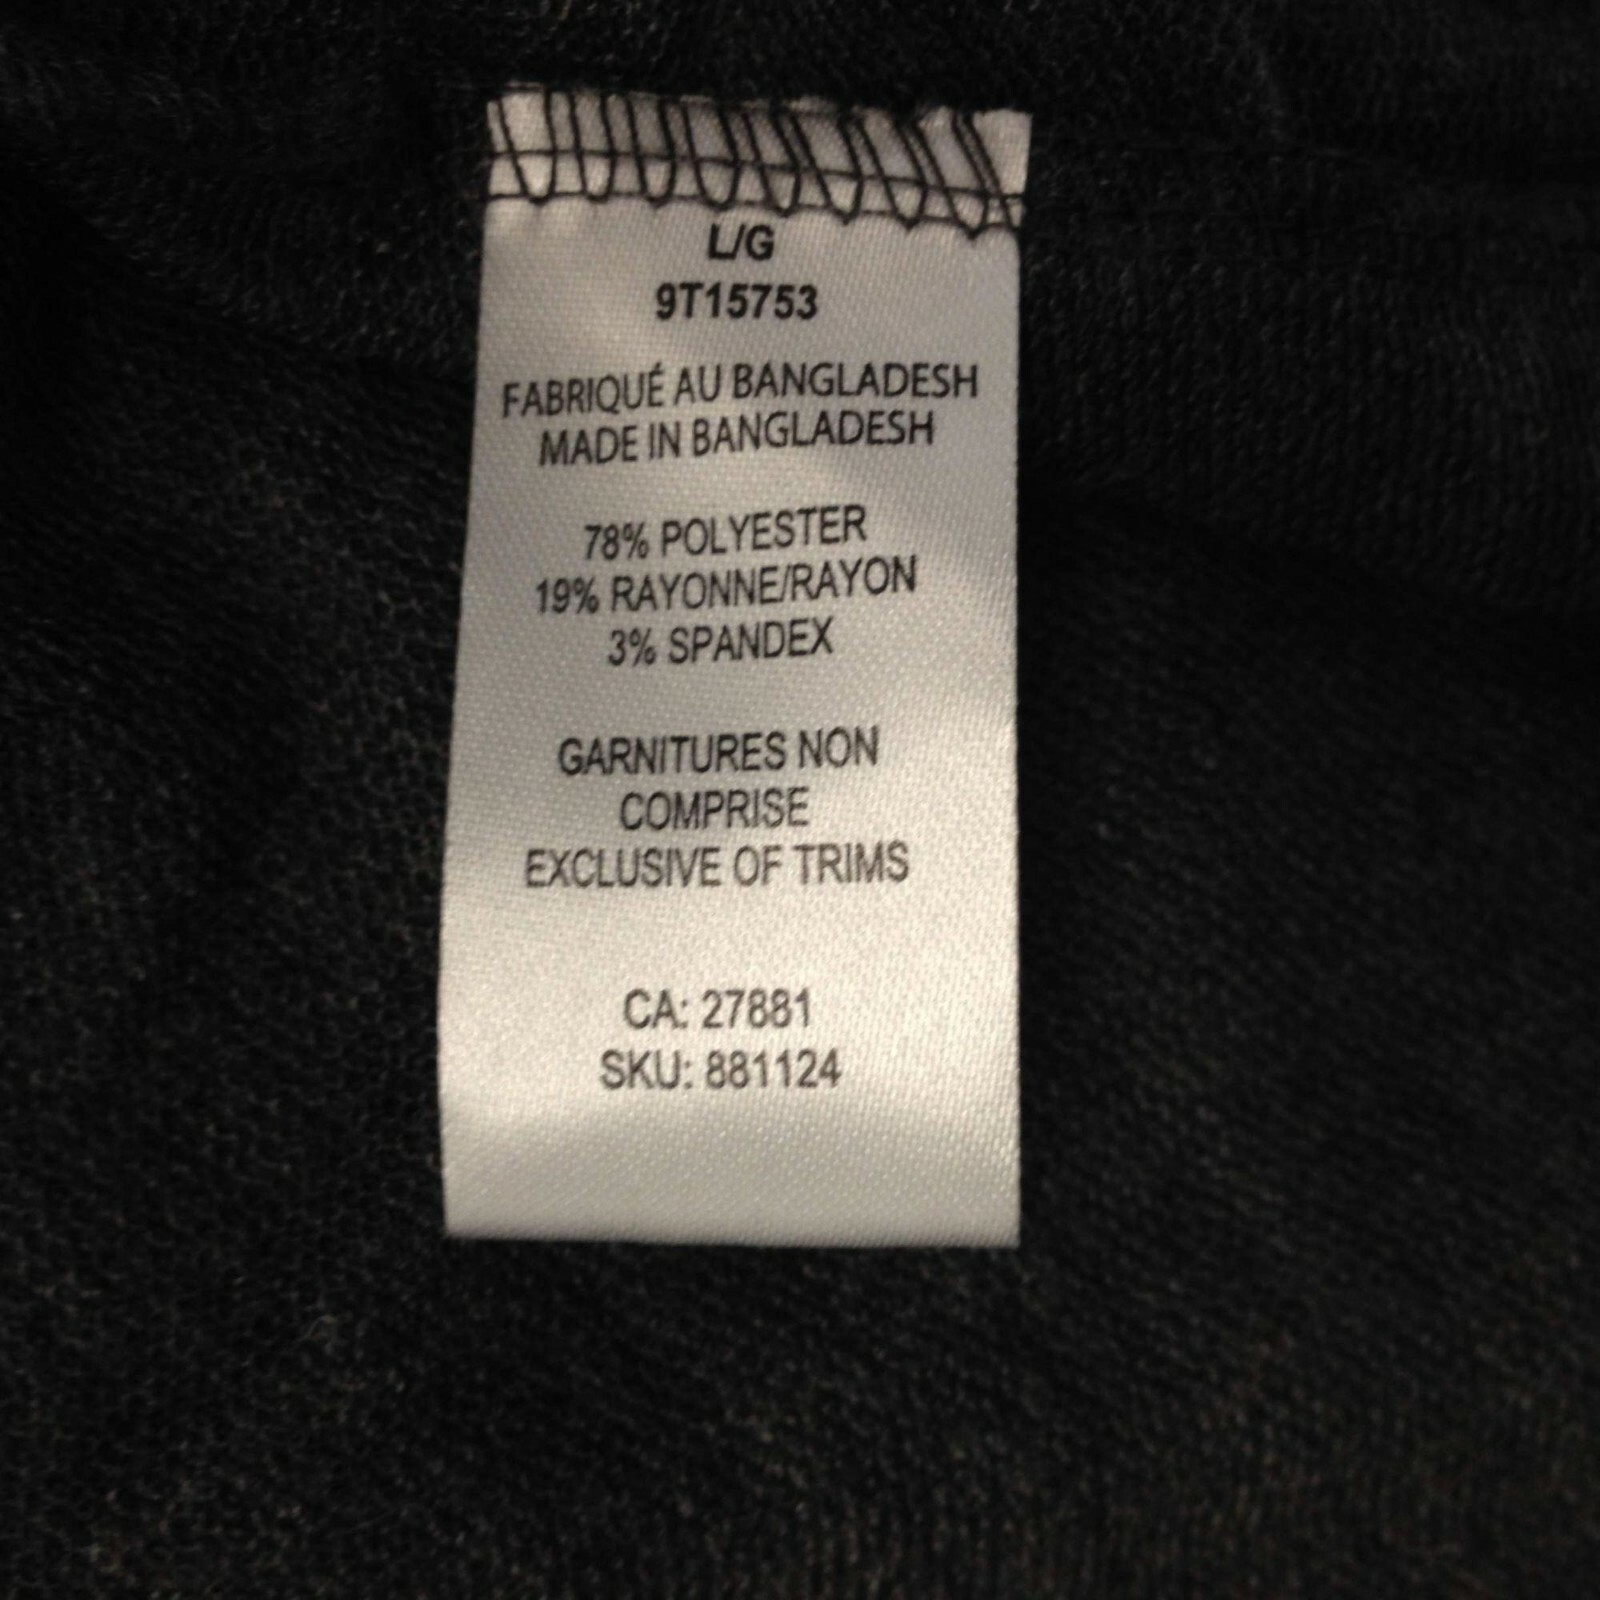 L/G
9T15753
FABRIQUÉ AU BANGLADESH
MADE IN BANGLADESH
78% POLYESTER
19% RAYONNE/RAYON
3% SPANDEX
GARNITURES NON
COMPRISE
EXCLUSIVE OF TRIMS
CA: 27881
SKU: 881124